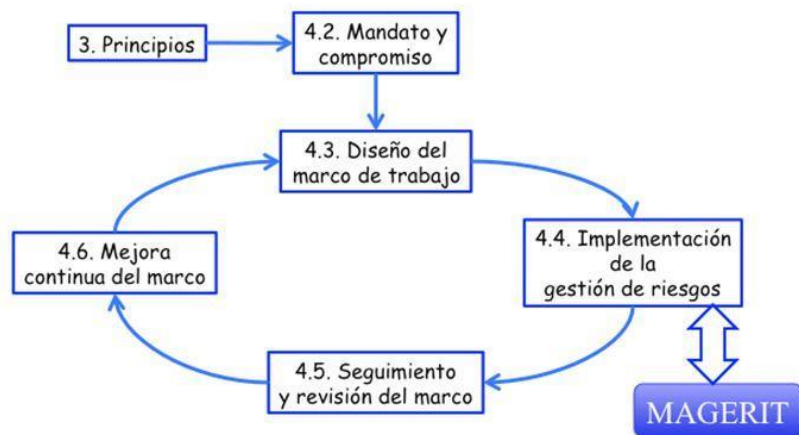 3. Principios
4.2. Mandato y
compromiso
4.3. Diseño del
marco de trabajo
4.6. Mejora
continua del marco
4.4. Implementación
de la
gestión de riesgos
4.5. Seguimiento
y revisión del marco
MAGERIT